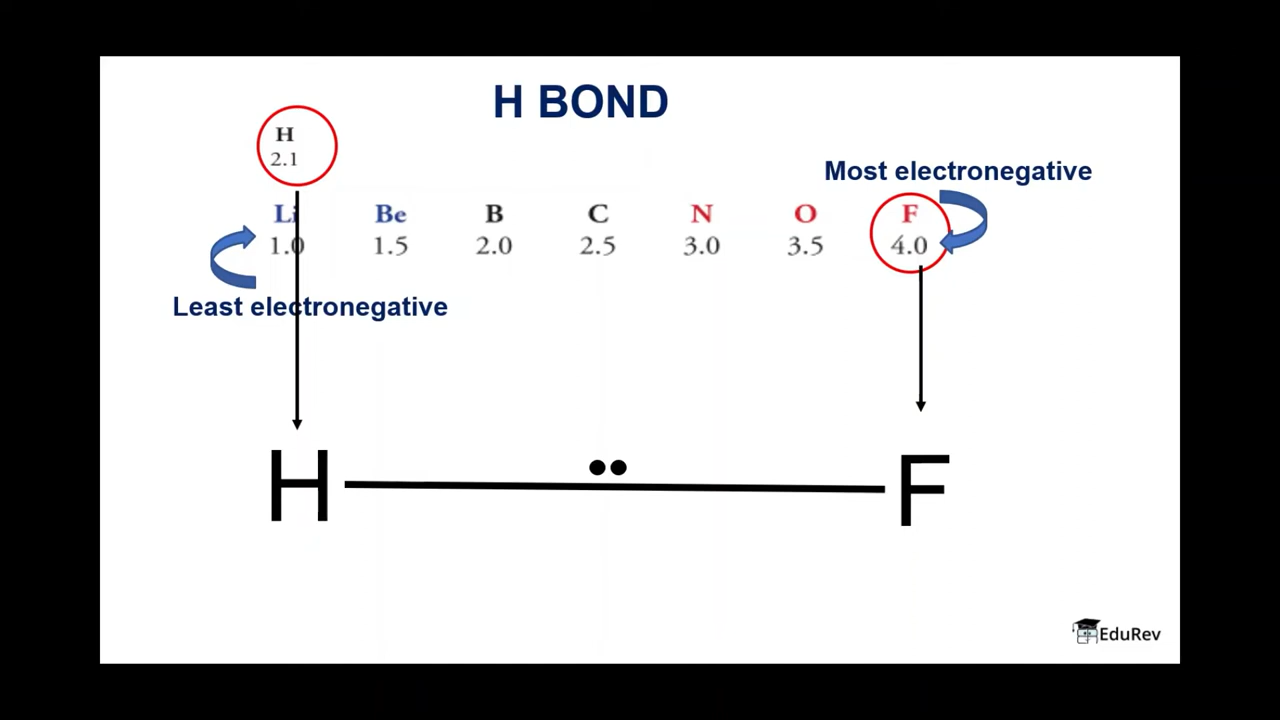 H BOND
H
2.1
Most electronegative
Li Be B C N O F
1.0 1.5 2.0 2.5 3.0 3.5 4.0
Least electronegative
H F
EduRev